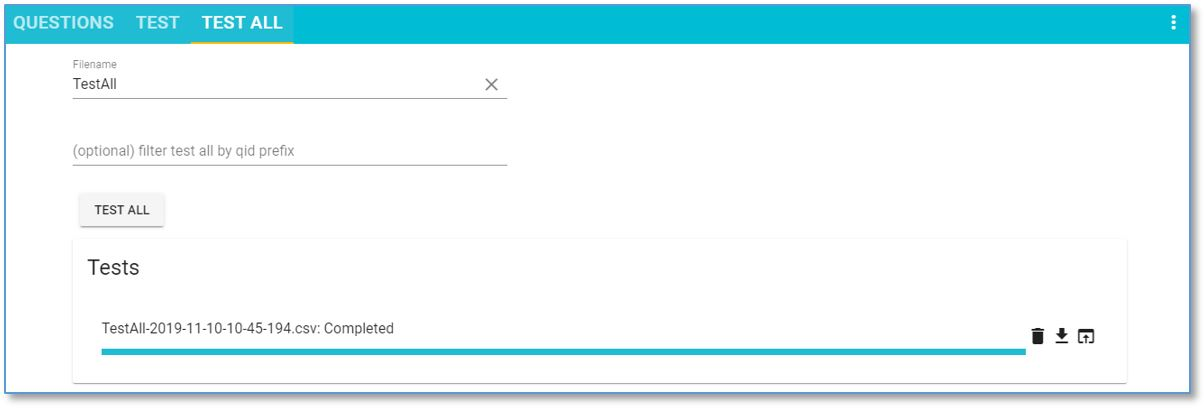 QUESTIONS TEST TEST ALL
Filename
TestAll
(optional) filter test all by qid prefix
TEST ALL
Tests
TestAll-2019-11-10-10-45-194.csv: Completed